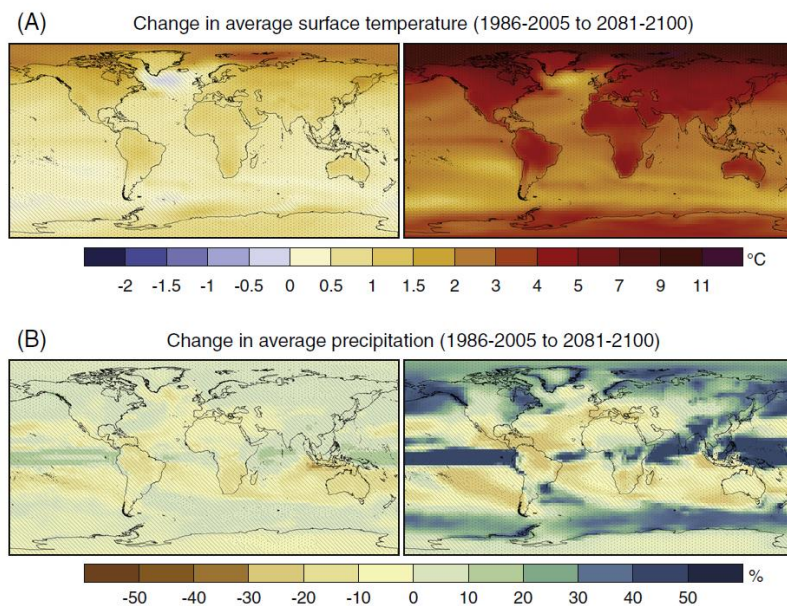 (A)
Change in average surface temperature (1986-2005 to 2081-2100)
°C
-2 -1.5 -1 -0.5 0 0.5 1 1.5 2 3 4 5 7 9 11
(B)
Change in average precipitation (1986-2005 to 2081-2100)
%
-50 -40 -30 -20 -10 0 10 20 30 40 50